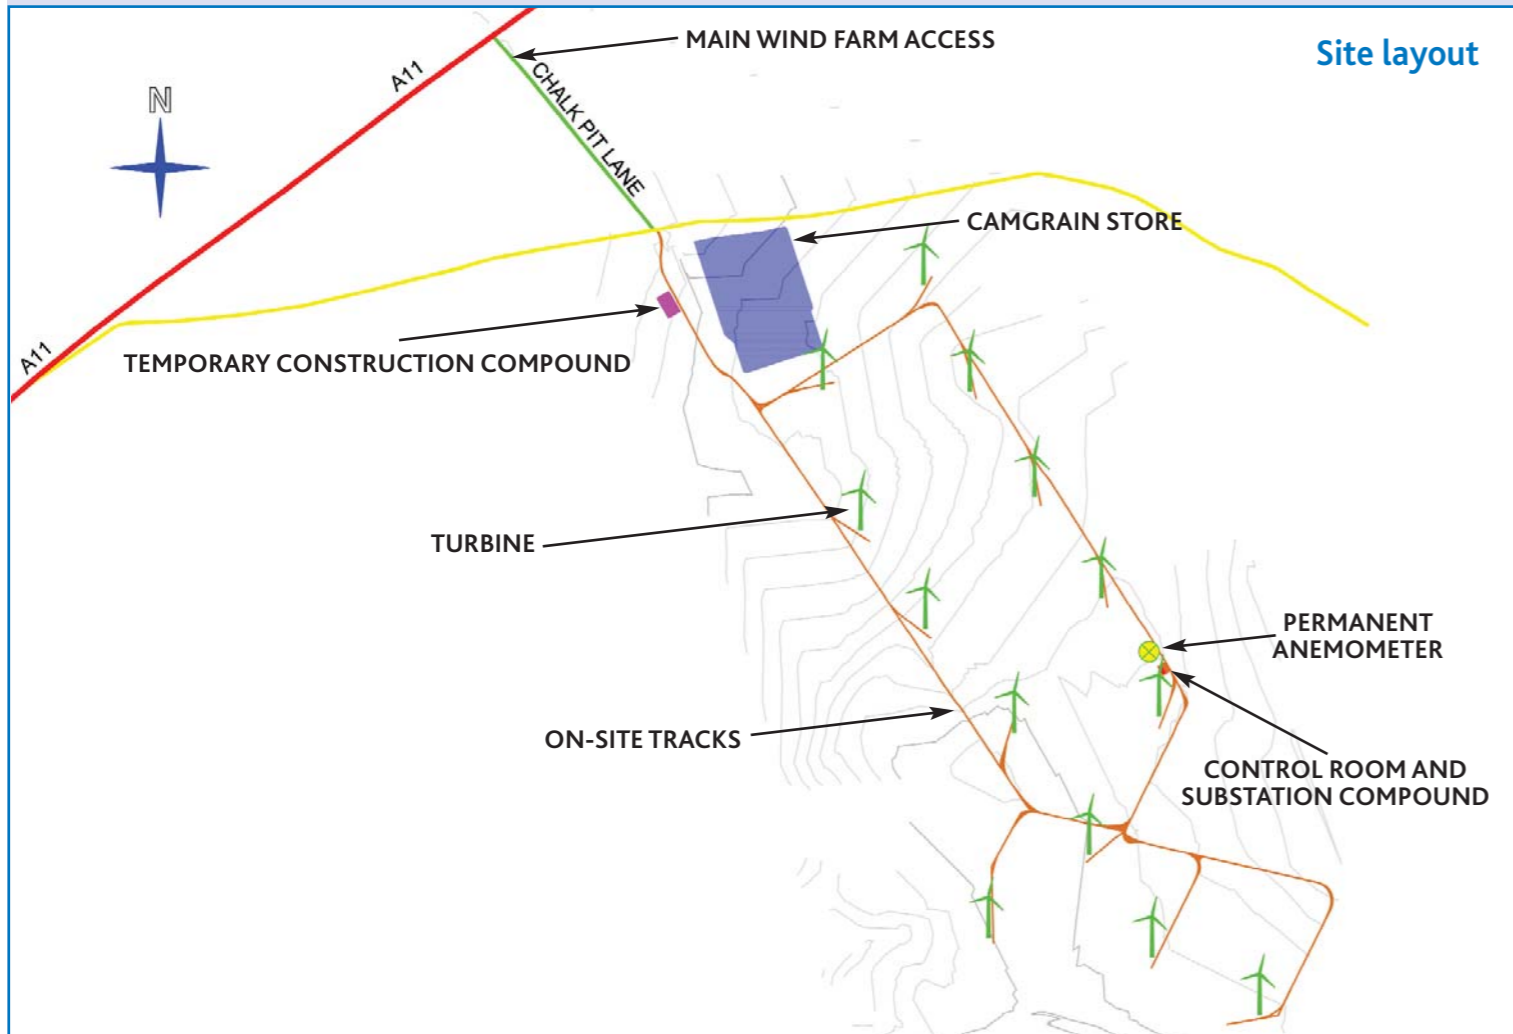 Site layout
MAIN WIND FARM ACCESS
A11
CHALK PIT LANE
N
CAMGRAIN STORE
A11
TEMPORARY CONSTRUCTION COMPOUND
TURBINE
PERMANENT
ANEMOMETER
ON-SITE TRACKS
CONTROL ROOM AND
SUBSTATION COMPOUND